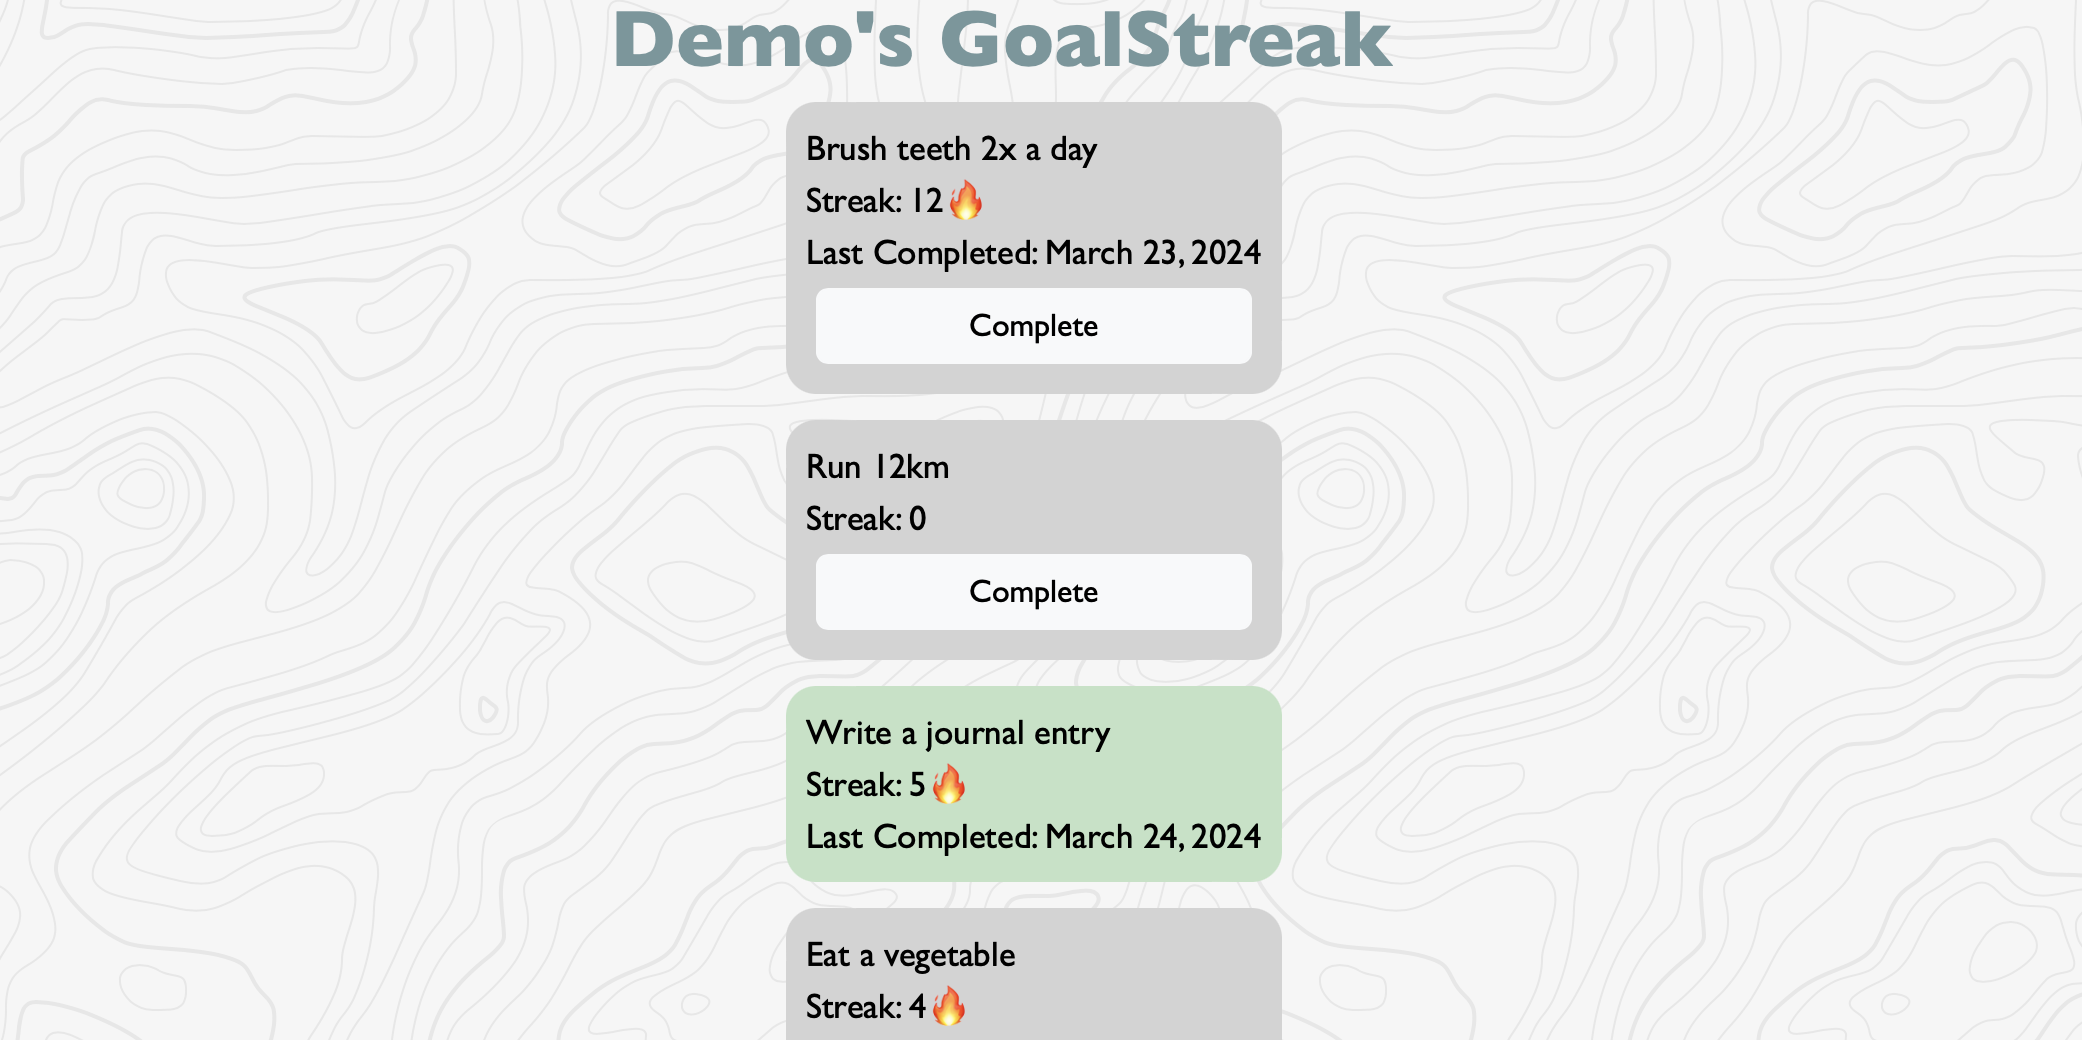 Demo's GoalStreak
Brush teeth 2x a day
Streak: 12🔥
Last Completed: March 23, 2024
Complete
Run 12km
Streak: 0
Complete
Write a journal entry
Streak: 5🔥
Last Completed: March 24, 2024
Eat a vegetable
Streak: 4🔥